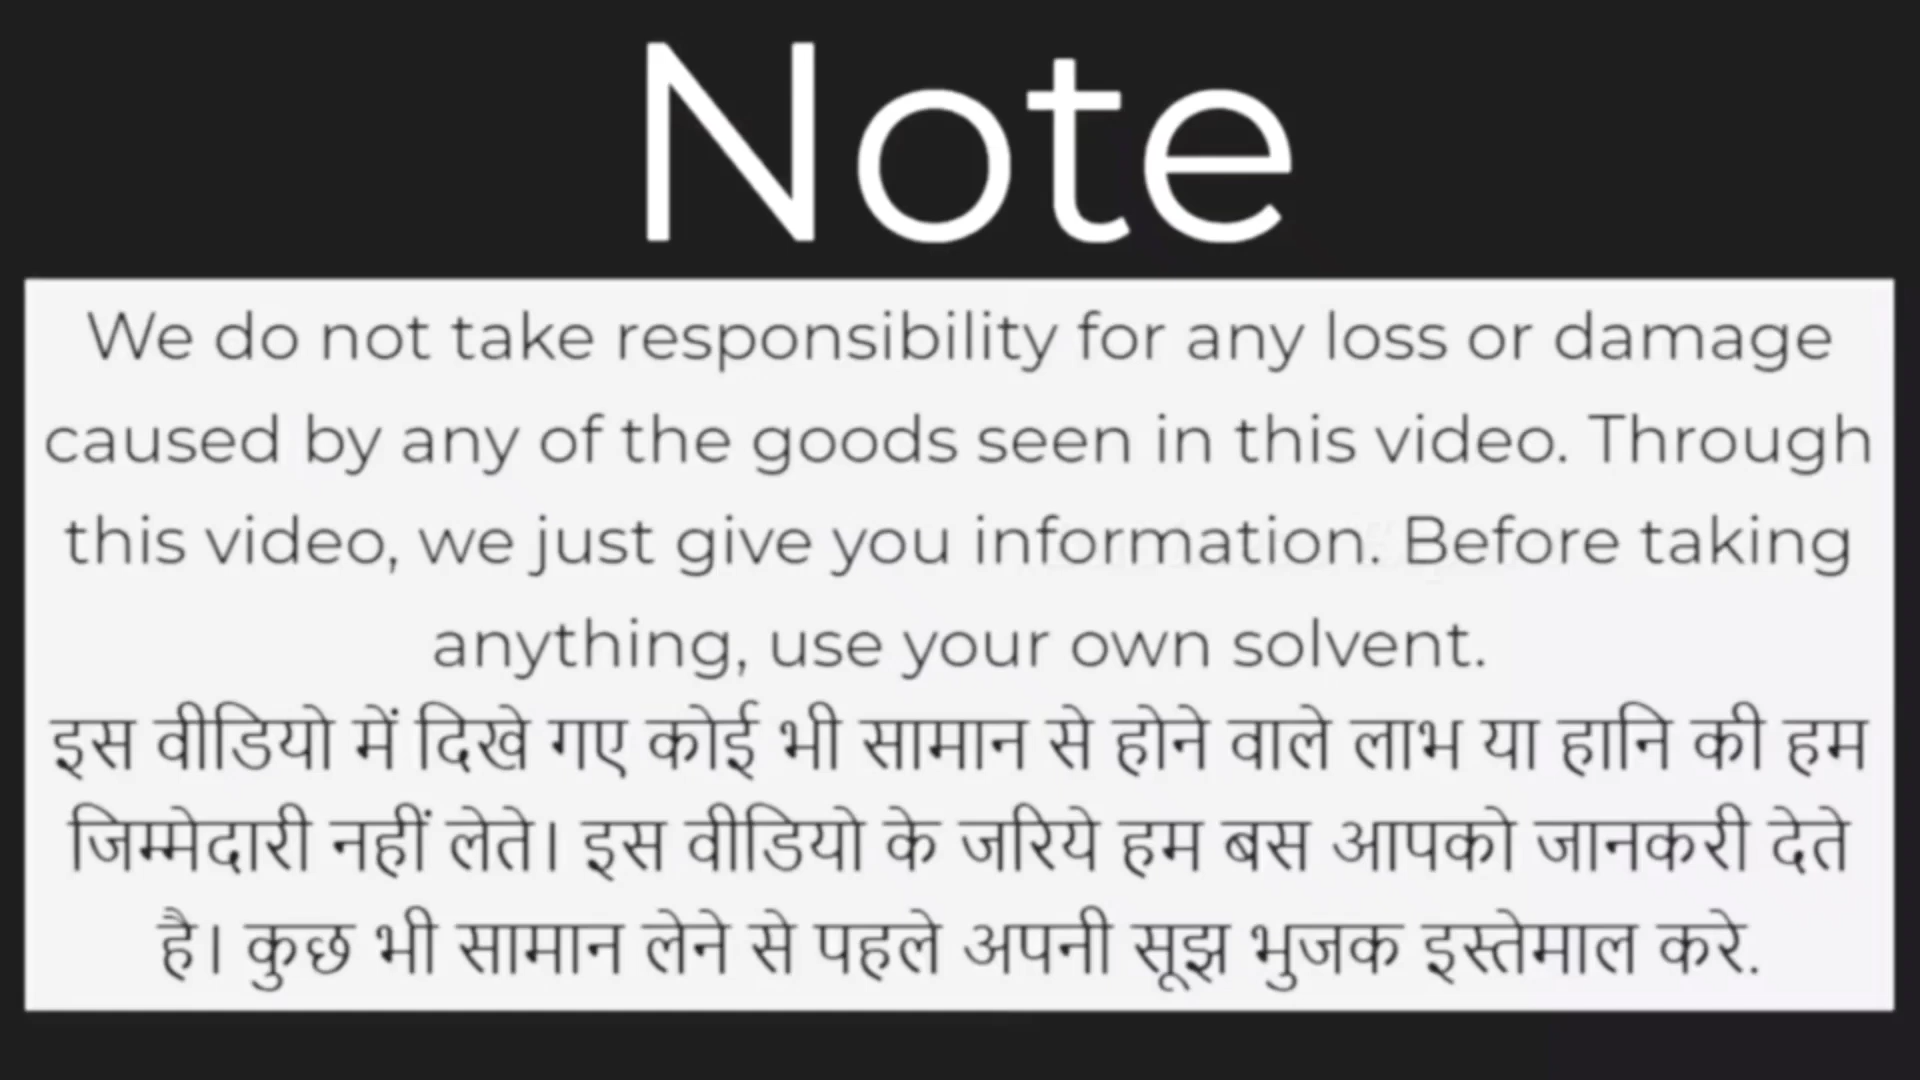 Note
We do not take responsibility for any loss or damage
caused by any of the goods seen in this video. Through
this video, we just give you information. Before taking
anything, use your own solvent.
इस वीडियो में दिखे गए कोई भी सामान से होने वाले लाभ या हानि की हम
जिम्मेदारी नहीं लेते। इस वीडियो के जरिये हम बस आपको जानकरी देते
है। कुछ भी सामान लेने से पहले अपनी सूझ भुजक इस्तेमाल करे.